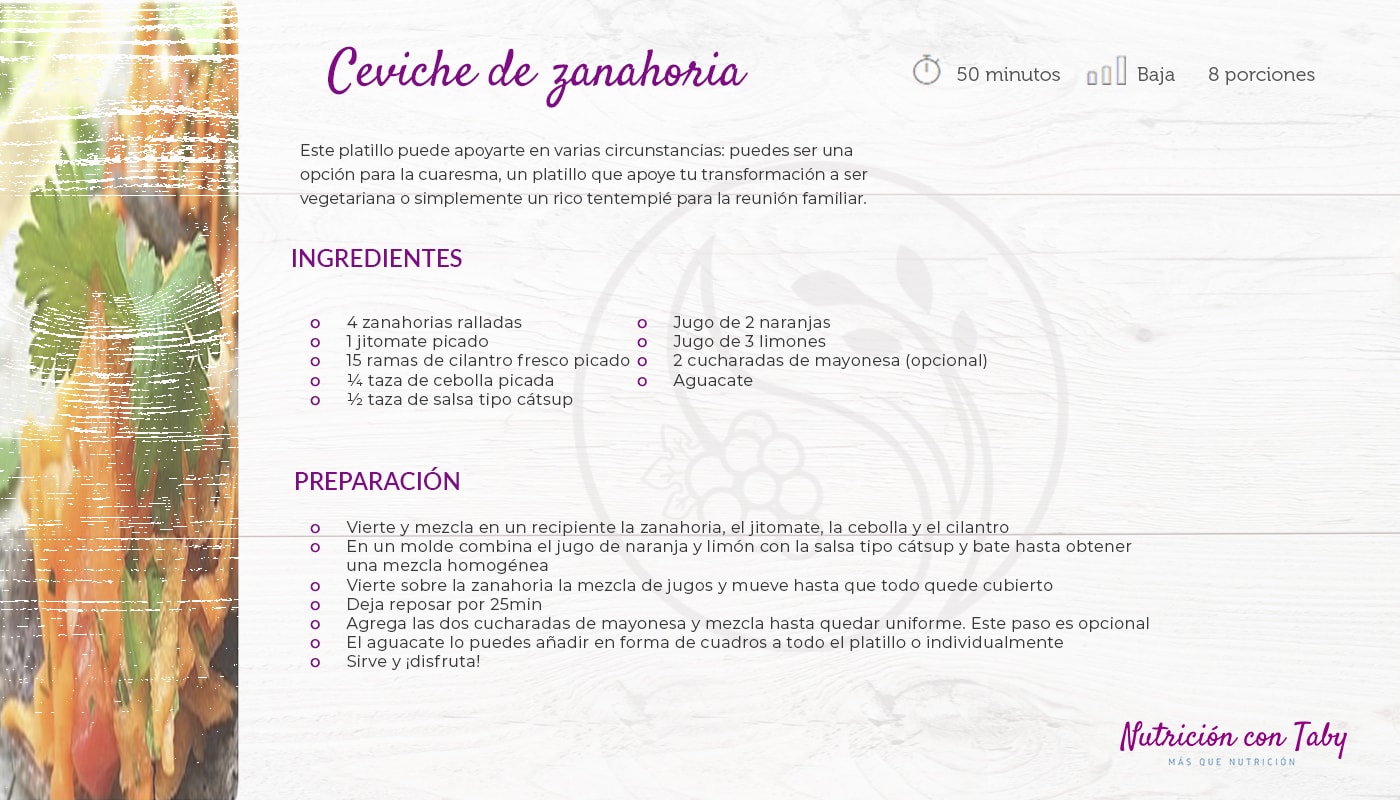 Ceviche de zanahoria
50 minutos
Baja
8 porciones
Este platillo puede apoyarte en varias circunstancias: puedes ser una
opción para la cuaresma, un platillo que apoye tu transformación a ser
vegetariana o simplemente un rico tentempié para la reunión familiar.
INGREDIENTES
o 4 zanahorias ralladas
o 1 jitomate picado
o 15 ramas de cilantro fresco picado
o ¼ taza de cebolla picada
o ½ taza de salsa tipo cátsup
o Jugo de 2 naranjas
o Jugo de 3 limones
o 2 cucharadas de mayonesa (opcional)
o Aguacate
PREPARACIÓN
o Vierte y mezcla en un recipiente la zanahoria, el jitomate, la cebolla y el cilantro
o En un molde combina el jugo de naranja y limón con la salsa tipo cátsup y bate hasta obtener
una mezcla homogénea
o Vierte sobre la zanahoria la mezcla de jugos y mueve hasta que todo quede cubierto
o Deja reposar por 25min
o Agrega las dos cucharadas de mayonesa y mezcla hasta quedar uniforme. Este paso es opcional
o El aguacate lo puedes añadir en forma de cuadros a todo el platillo o individualmente
o Sirve y ¡disfruta!
Nutrición con Taby
MÁS QUE NUTRICIÓN